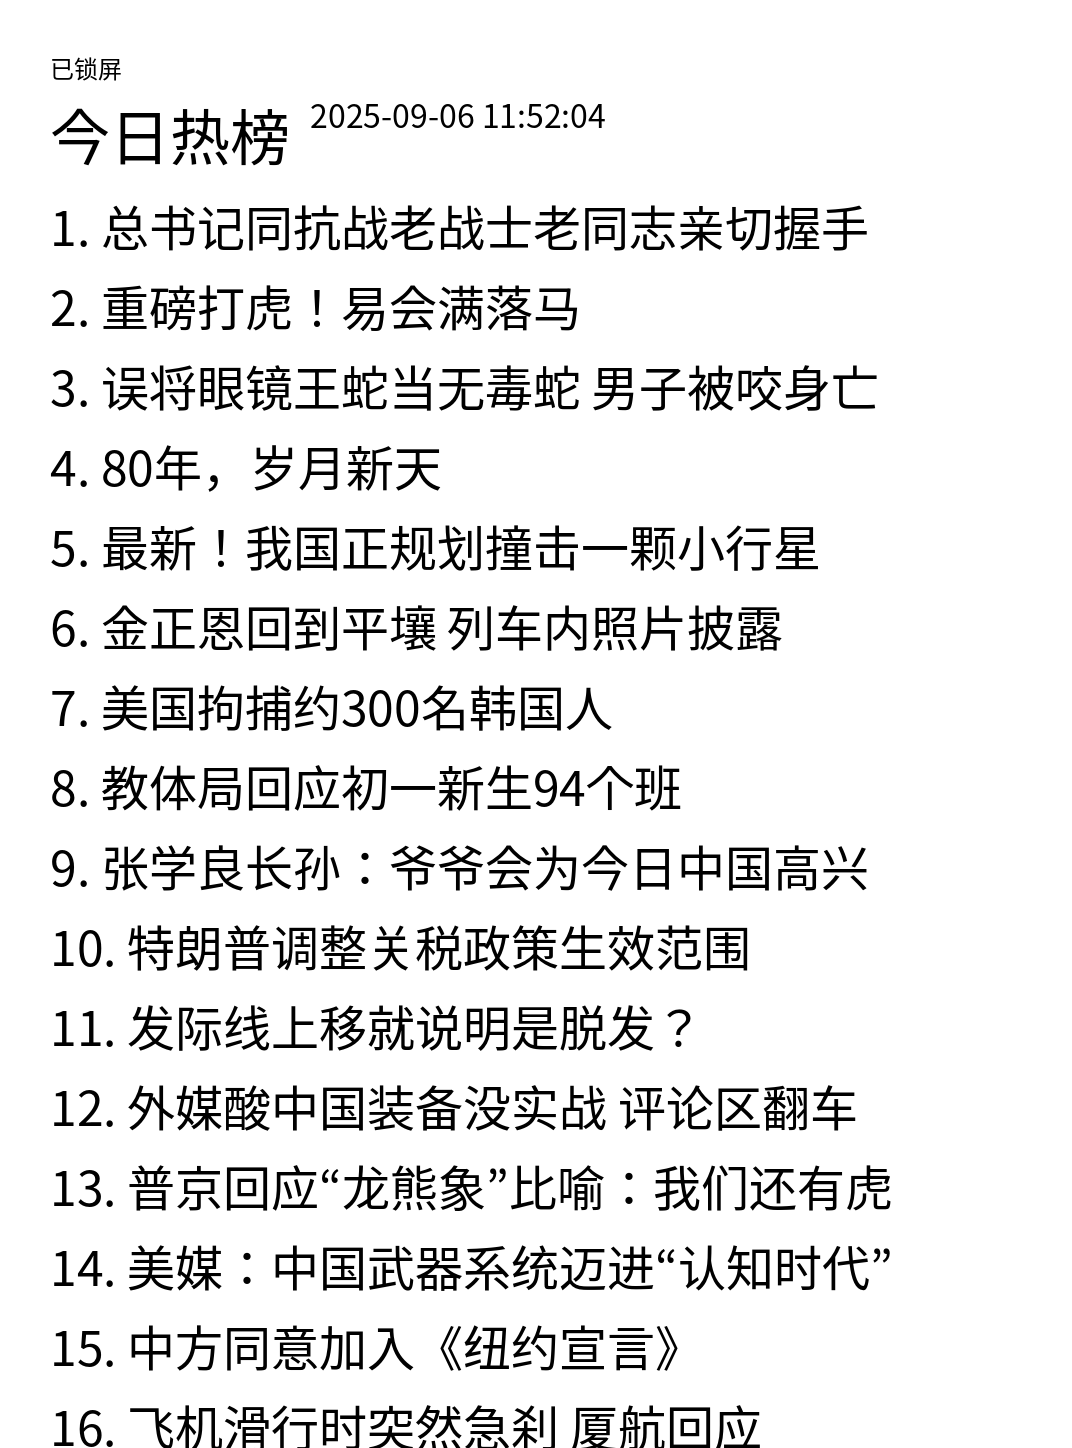 已锁屏
今日热榜 2025-09-06 11:52:04
1. 总书记同抗战老战士老同志亲切握手
2. 重磅打虎！易会满落马
3. 误将眼镜王蛇当无毒蛇 男子被咬身亡
4. 80年，岁月新天
5. 最新！我国正规划撞击一颗小行星
6. 金正恩回到平壤 列车内照片披露
7. 美国拘捕约300名韩国人
8. 教体局回应初一新生94个班
9. 张学良长孙：爷爷会为今日中国高兴
10. 特朗普调整关税政策生效范围
11. 发际线上移就说明是脱发？
12. 外媒酸中国装备没实战 评论区翻车
13. 普京回应“龙熊象”比喻：我们还有虎
14. 美媒：中国武器系统迈进“认知时代”
15. 中方同意加入《纽约宣言》
16. 飞机滑行时突然急刹 厦航回应